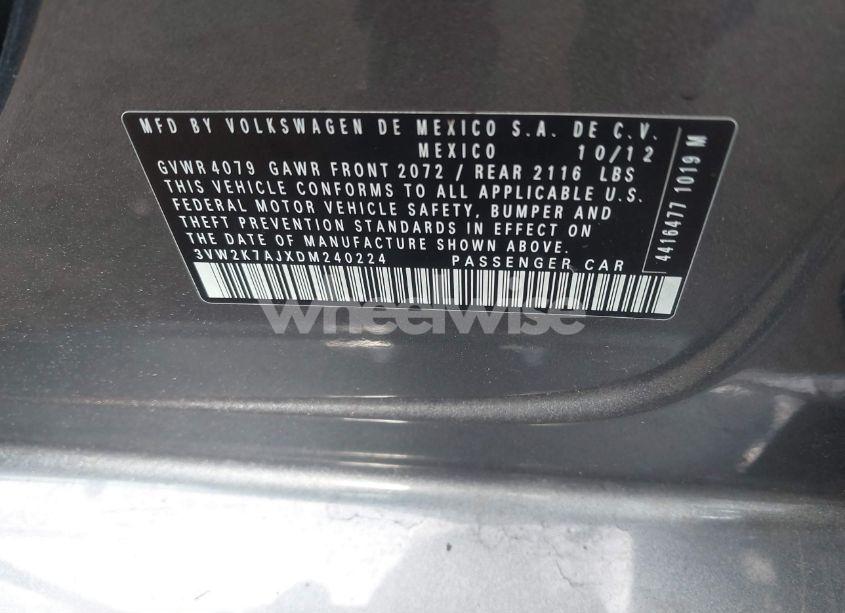 MFD BY VOLKSWAGEN DE MEXICO S.A. DE C.V.
MEXICO 10/12
GVWR 4079 GAWR FRONT 2072 / REAR 2116 LBS
THIS VEHICLE CONFORMS TO ALL APPLICABLE U.S.
FEDERAL MOTOR VEHICLE SAFETY, BUMPER AND
THEFT PREVENTION STANDARDS IN EFFECT ON
THE DATE OF MANUFACTURE SHOWN ABOVE.
3VW2K7AJXDM240224 PASSENGER CAR
44164771019 M
wheelwise